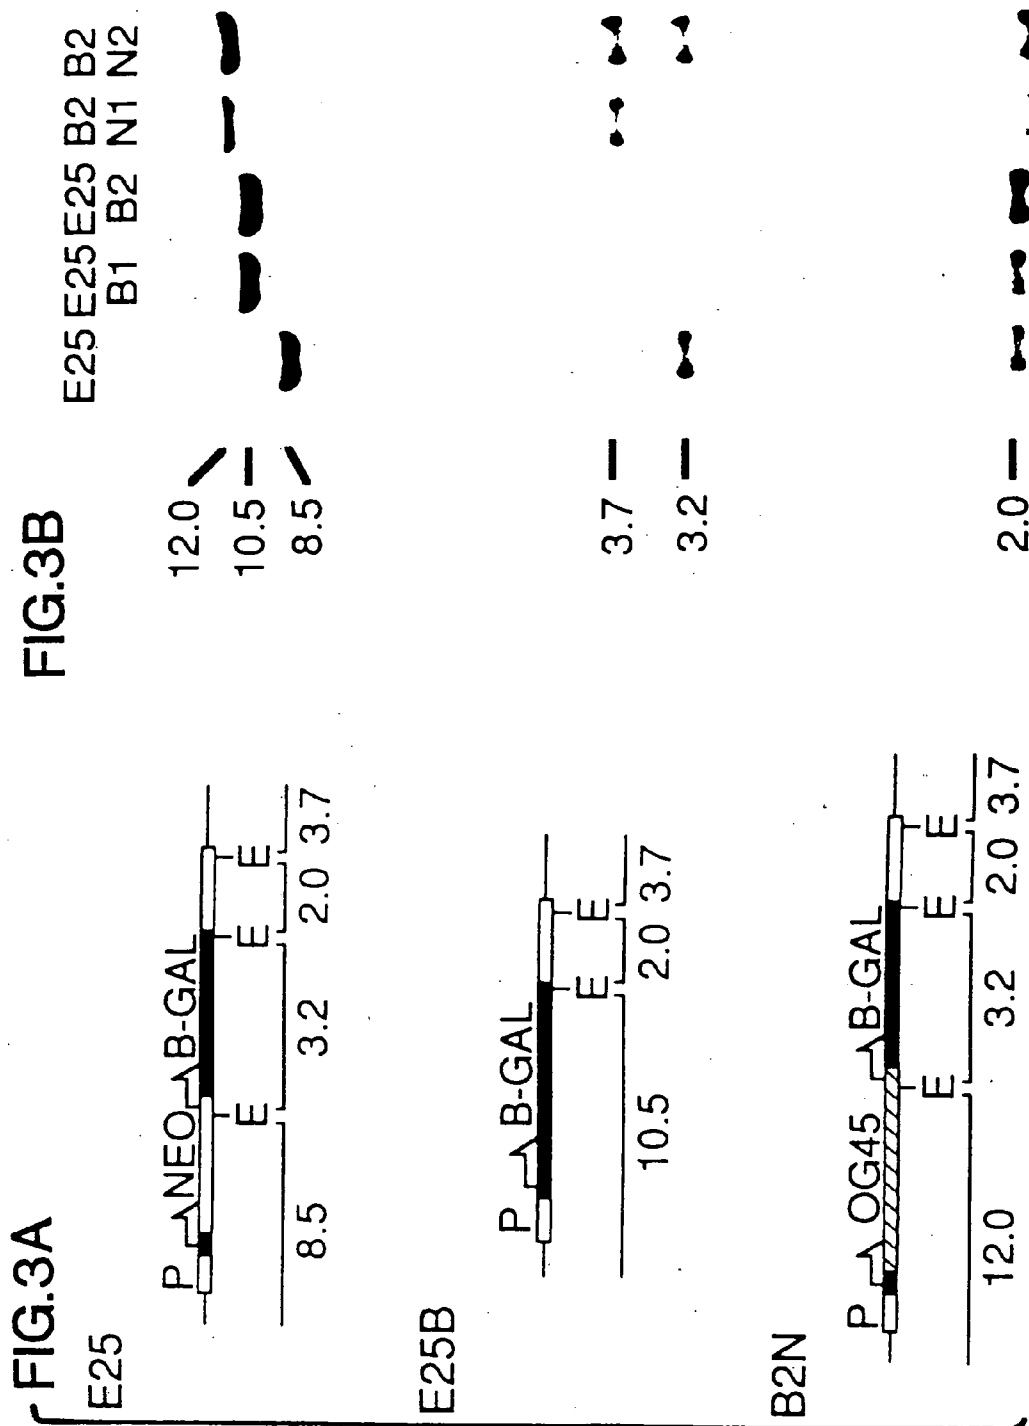 FIG.3A
E25
P NEO B-GAL
E E E
8.5 3.2 2.0 3.7
E25B
P B-GAL
E E
10.5 2.0 3.7
B2N
P OG45 B-GAL
E E E
12.0 3.2 2.0 3.7
FIG.3B
E25 E25 E25 B2 B2
B1 B2 N1 N2
12.0
10.5
8.5
3.7
3.2
2.0